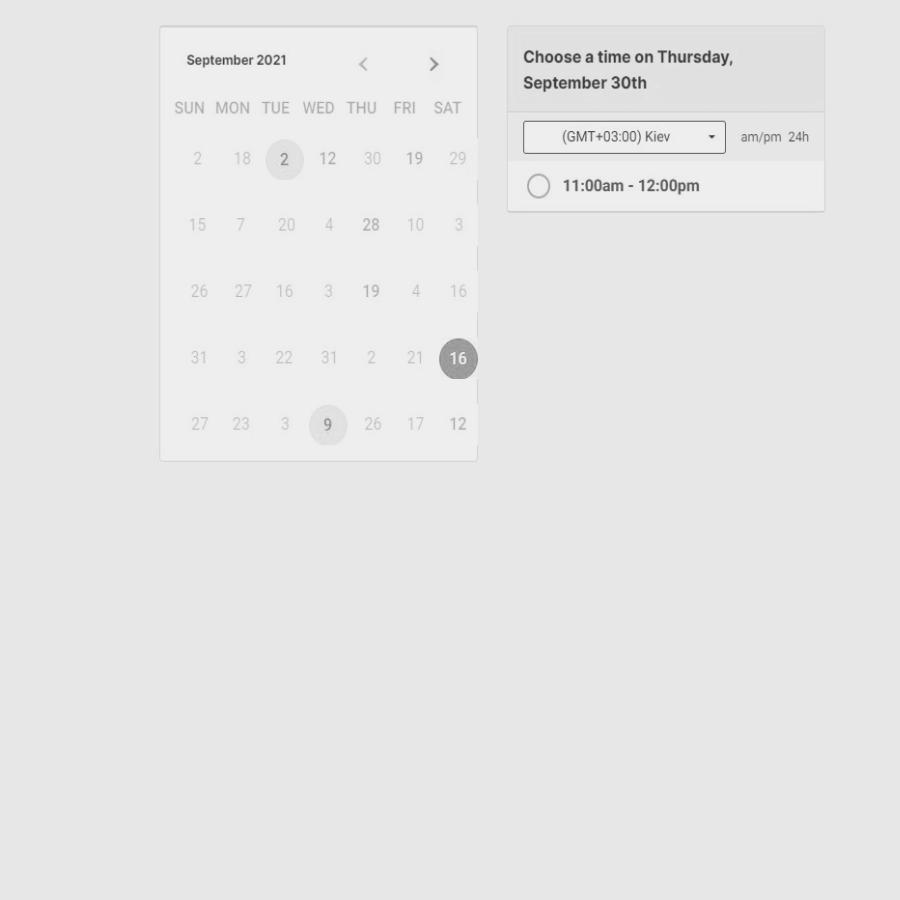 September 2021
SUN MON TUE WED THU FRI SAT
2 18 2 12 30 19 29
15 7 20 4 28 10 3
26 27 16 3 19 4 16
31 3 22 31 2 21 16
27 23 3 9 26 17 12
Choose a time on Thursday,
September 30th
(GMT+03:00) Kiev am/pm 24h
11:00am - 12:00pm